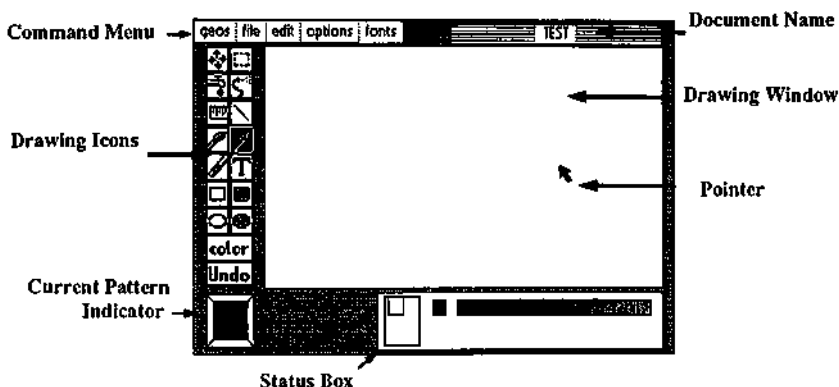 Command Menu
geos file edit options fonts
TEST
Document Name
Drawing Window
Drawing Icons
T
Pointer
color
Undo
Current Pattern
Indicator
Status Box